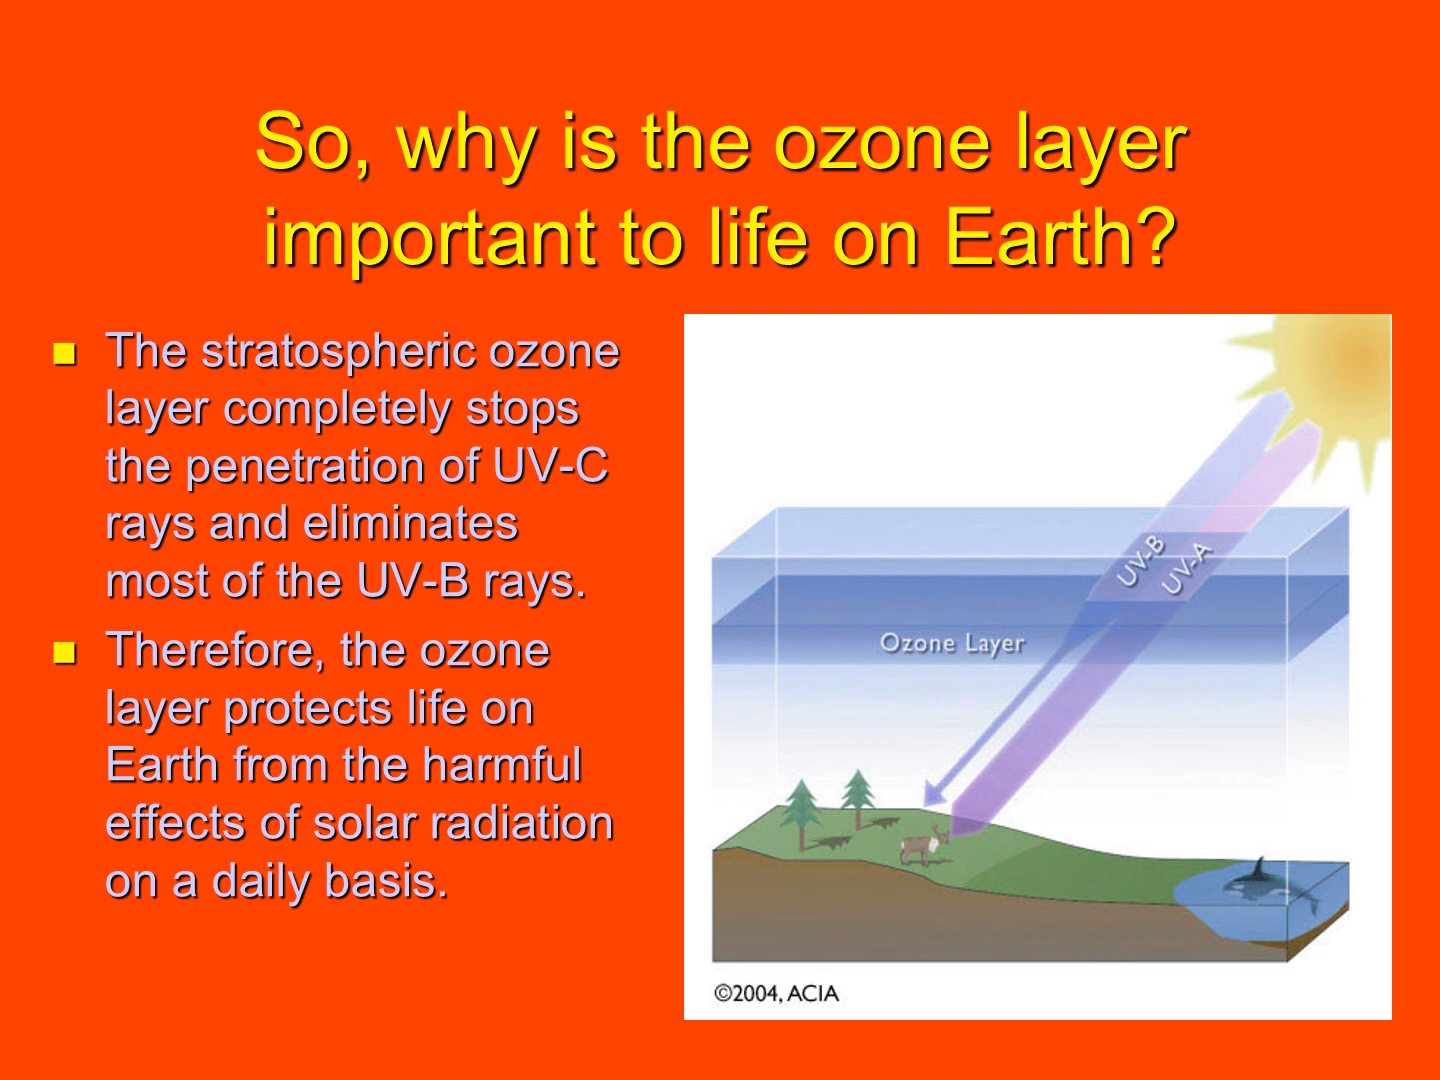 So, why is the ozone layer
important to life on Earth?
The stratospheric ozone
layer completely stops
the penetration of UV-C
rays and eliminates
most of the UV-B rays.
Therefore, the ozone
layer protects life on
Earth from the harmful
effects of solar radiation
on a daily basis.
UV-B
UV-A
Ozone Layer
©2004, ACIA